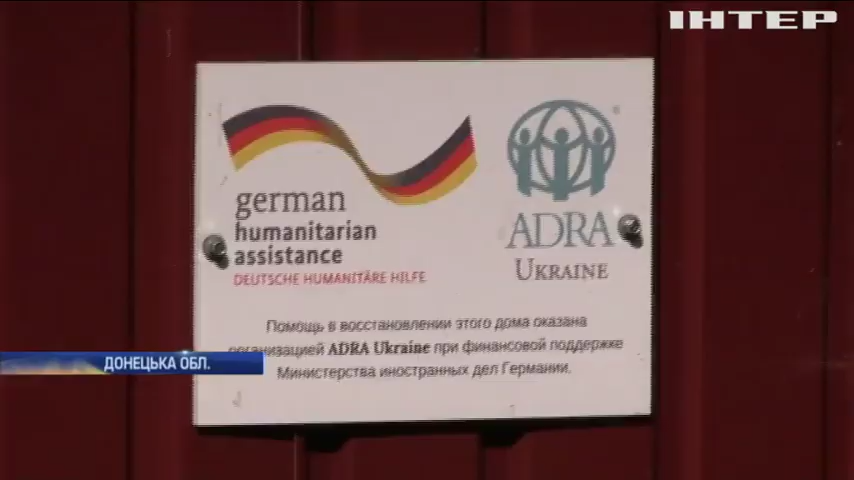 ІНТЕР
german
humanitarian
assistance
DEUTSCHE HUMANITÄRE HILFE
ADRA
UKRAINE
Помощь в восстановлении этого дома оказана
организацией ADRA Ukraine при финансовой поддержке
Министерства иностранных дел Германии.
ДОНЕЦЬКА ОБЛ.